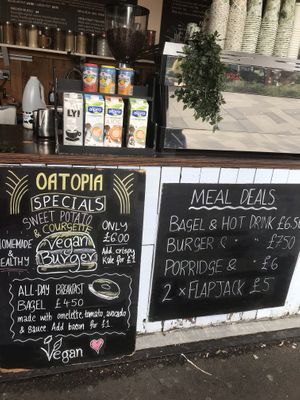 OATOPIA
SPECIALS
SWEET POTATO
& COURGETTE
HOMEMADE
& HEALTHY
Vegan
Burger
ONLY
£6.00
Add crispy
Kale for £1
ALL-DAY BREAKFAST
BAGEL £4.50
made with omelette, tomato, avocado
& sauce Add bacon for £1
Vegan
MEAL DEALS
BAGEL & HOT DRINK £6.50
BURGER & " " £7.50
PORRIDGE & " £6
2 x FLAPJACK £5